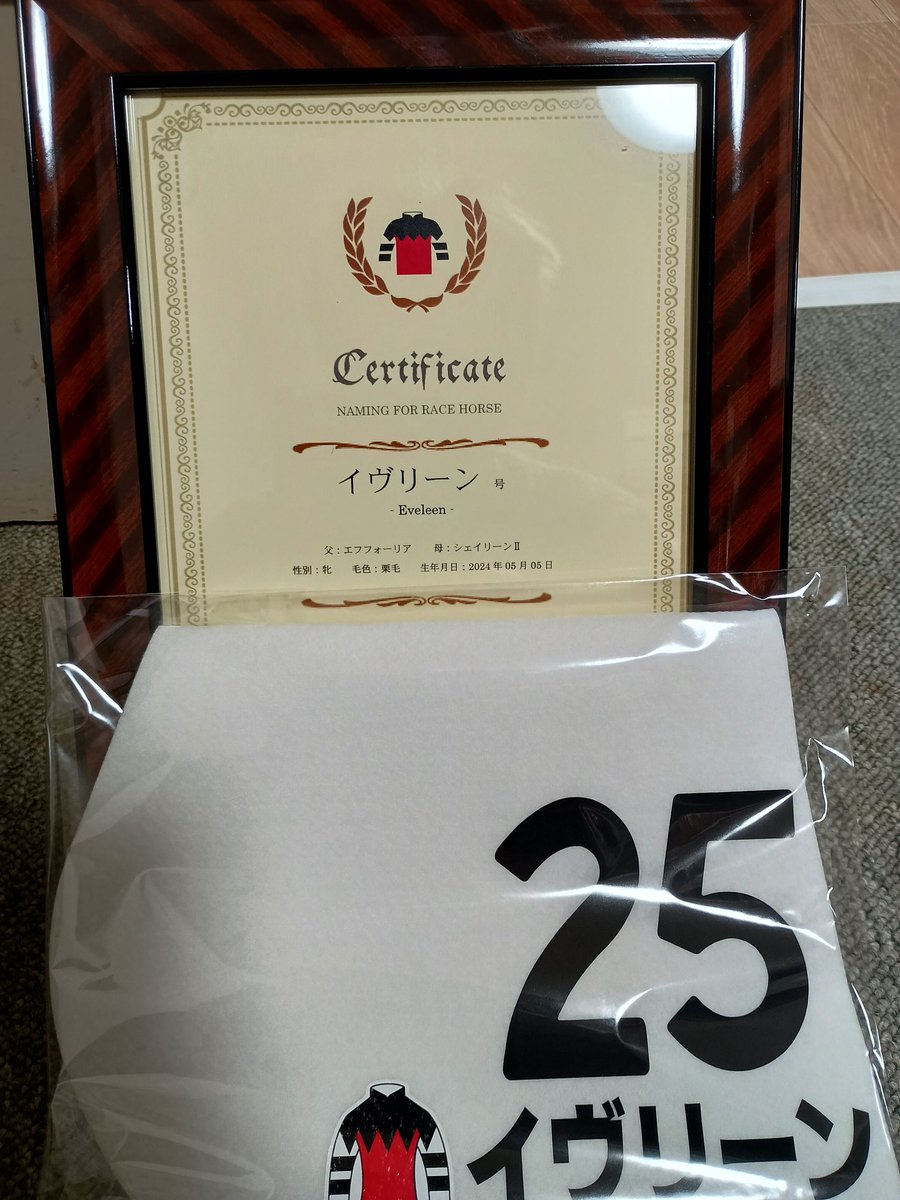 Certificate
NAMING FOR RACE HORSE
イヴリーン 号
- Eveleen -
父：エフフォーリア 母：シェイリーンⅡ
性別：牝 毛色：栗毛 生年月日：2024 年 05 月 05 日
25
イヴリーン